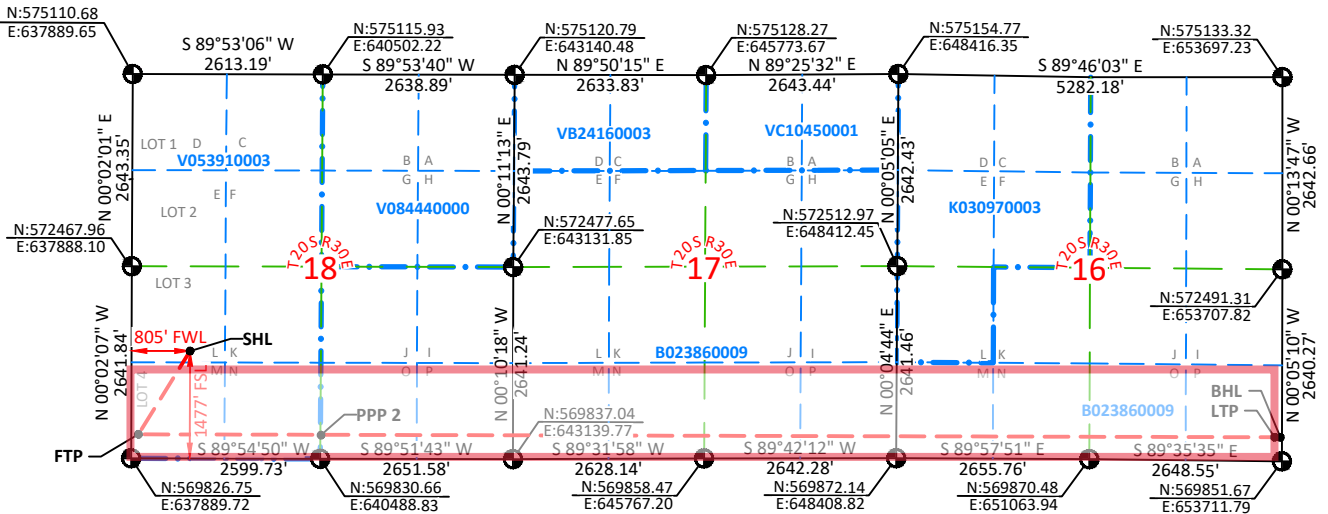 N:575110.68
E:637889.65
N:575115.93
E:640502.22
N:575120.79
E:643140.48
N:575128.27
E:645773.67
N:575154.77
E:648416.35
N:575133.32
E:653697.23
S 89°53'06" W
2613.19'
S 89°53'40" W
2638.89'
N 89°50'15" E
2633.83'
N 89°25'32" E
2643.44'
S 89°46'03" E
5282.18'
N 00°02'01" E
2643.35'
N 00°11'13" E
2643.79'
N 00°05'05" E
2642.43'
N 00°13'47" W
2642.66'
LOT 1
D
C
B
A
D
C
B
A
D
C
B
A
V053910003
VB24160003
VC10450001
E
F
G
H
E
F
G
H
E
F
G
H
LOT 2
V084440000
K030970003
N:572467.96
E:637888.10
N:572477.65
E:643131.85
N:572512.97
E:648412.45
N:572491.31
E:653707.82
T20S R30E
18
T20S R30E
17
T20S R30E
16
LOT 3
N 00°02'07" W
2641.84'
N 00°10'18" W
2641.24'
N 00°04'44" E
2641.46'
N 00°05'10" W
2640.27'
805' FWL
SHL
1477' FSL
L
K
J
I
L
K
J
I
L
K
J
I
B023860009
M
N
O
P
M
N
O
P
M
N
O
P
LOT 4
B023860009
PPP 2
BHL
LTP
FTP
N:569837.04
E:643139.77
S 89°54'50" W
2599.73'
S 89°51'43" W
2651.58'
S 89°31'58" W
2628.14'
S 89°42'12" W
2642.28'
S 89°57'51" E
2655.76'
S 89°35'35" E
2648.55'
N:569826.75
E:637889.72
N:569830.66
E:640488.83
N:569858.47
E:645767.20
N:569872.14
E:648408.82
N:569870.48
E:651063.94
N:569851.67
E:653711.79